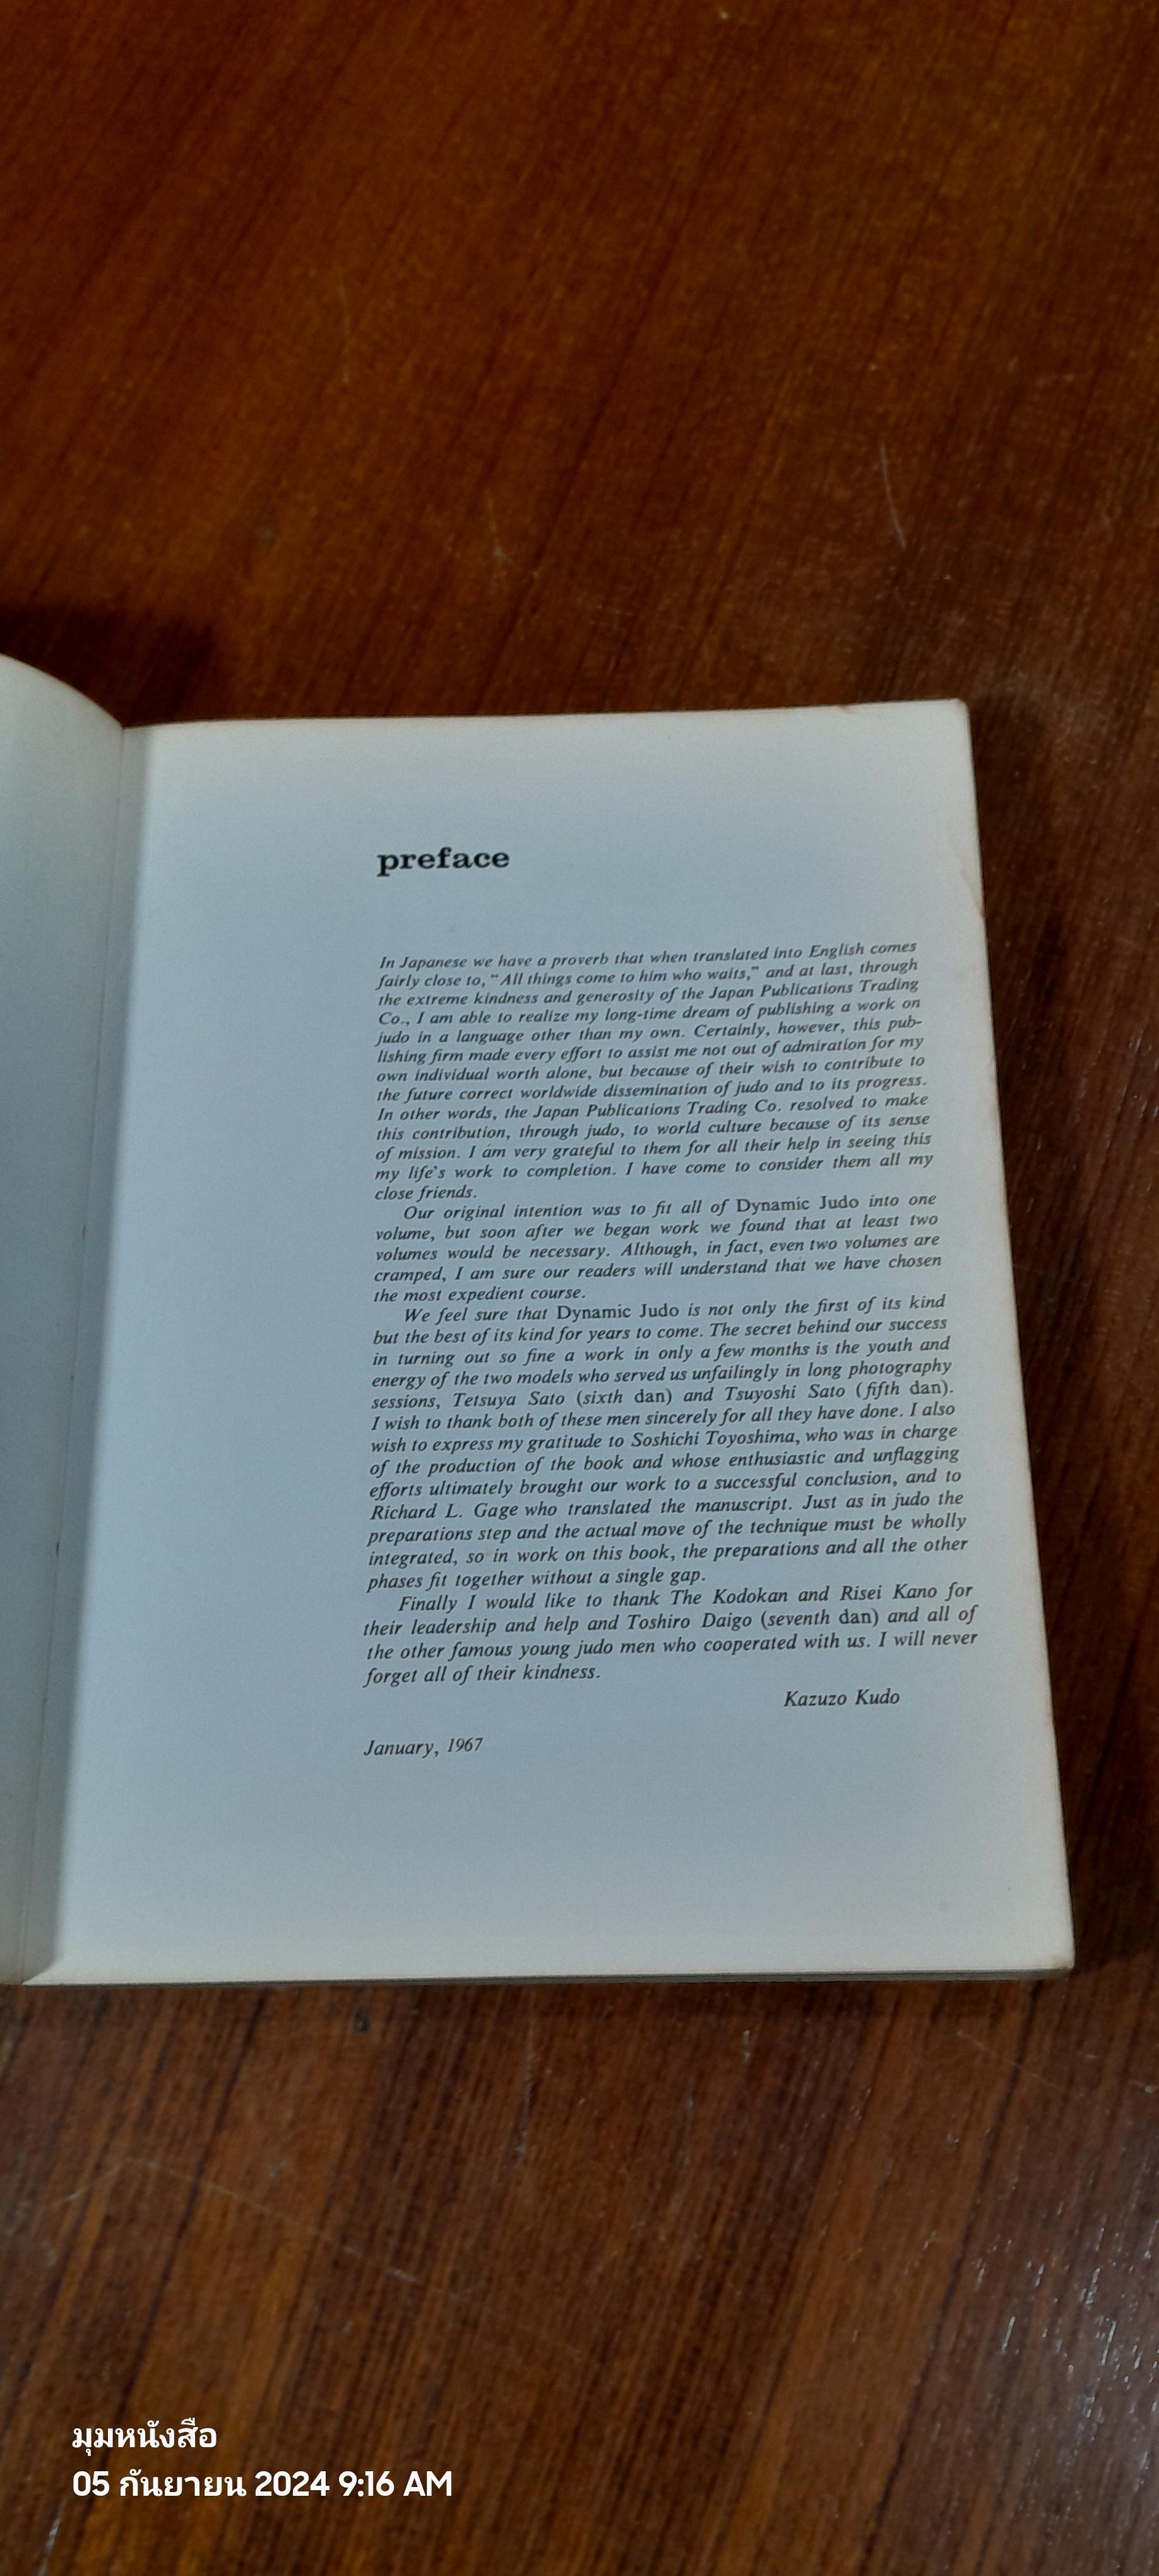 preface
In Japanese we have a proverb that when translated into English comes
fairly close to, “All things come to him who waits,” and at last, through
the extreme kindness and generosity of the Japan Publications Trading
Co., I am able to realize my long-time dream of publishing a work on
judo in a language other than my own. Certainly, however, this pub-
lishing firm made every effort to assist me not out of admiration for my
own individual worth alone, but because of their wish to contribute to
the future correct worldwide dissemination of judo and to its progress.
In other words, the Japan Publications Trading Co. resolved to make
this contribution, through judo, to world culture because of its sense
of mission. I am very grateful to them for all their help in seeing this
my life's work to completion. I have come to consider them all my
close friends.
Our original intention was to fit all of Dynamic Judo into one
volume, but soon after we began work we found that at least two
volumes would be necessary. Although, in fact, even two volumes are
cramped, I am sure our readers will understand that we have chosen
the most expedient course.
We feel sure that Dynamic Judo is not only the first of its kind
but the best of its kind for years to come. The secret behind our success
in turning out so fine a work in only a few months is the youth and
energy of the two models who served us unfailingly in long photography
sessions, Tetsuya Sato (sixth dan) and Tsuyoshi Sato (fifth dan).
I wish to thank both of these men sincerely for all they have done. I also
wish to express my gratitude to Soshichi Toyoshima, who was in charge
of the production of the book and whose enthusiastic and unflagging
efforts ultimately brought our work to a successful conclusion, and to
Richard L. Gage who translated the manuscript. Just as in judo the
preparations step and the actual move of the technique must be wholly
integrated, so in work on this book, the preparations and all the other
phases fit together without a single gap.
Finally I would like to thank The Kodokan and Risei Kano for
their leadership and help and Toshiro Daigo (seventh dan) and all of
the other famous young judo men who cooperated with us. I will never
forget all of their kindness.
Kazuzo Kudo
January, 1967
มุมหนังสือ
05 กันยายน 2024 9:16 AM